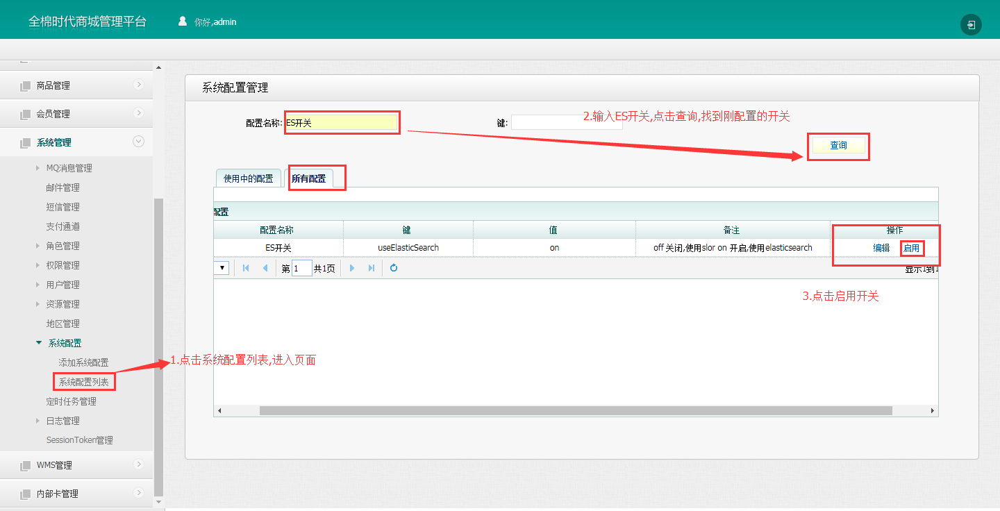 全棉时代商城管理平台
你好,admin
商品管理
会员管理
系统管理
MQ消息管理
邮件管理
短信管理
支付通道
角色管理
权限管理
用户管理
资源管理
地区管理
系统配置
添加系统配置
系统配置列表
定时任务管理
日志管理
SessionToken管理
WMS管理
内部卡管理
1.点击系统配置列表,进入页面
系统配置管理
配置名称: ES开关
键:
2.输入ES开关,点击查询,找到刚配置的开关
查询
使用中的配置 所有配置
配置
配置名称 键 值 备注 操作
ES开关 useElasticSearch on off 关闭,使用slor on 开启,使用elasticsearch 编辑 启用
第 1 共1页
显示1到1
3.点击启用开关